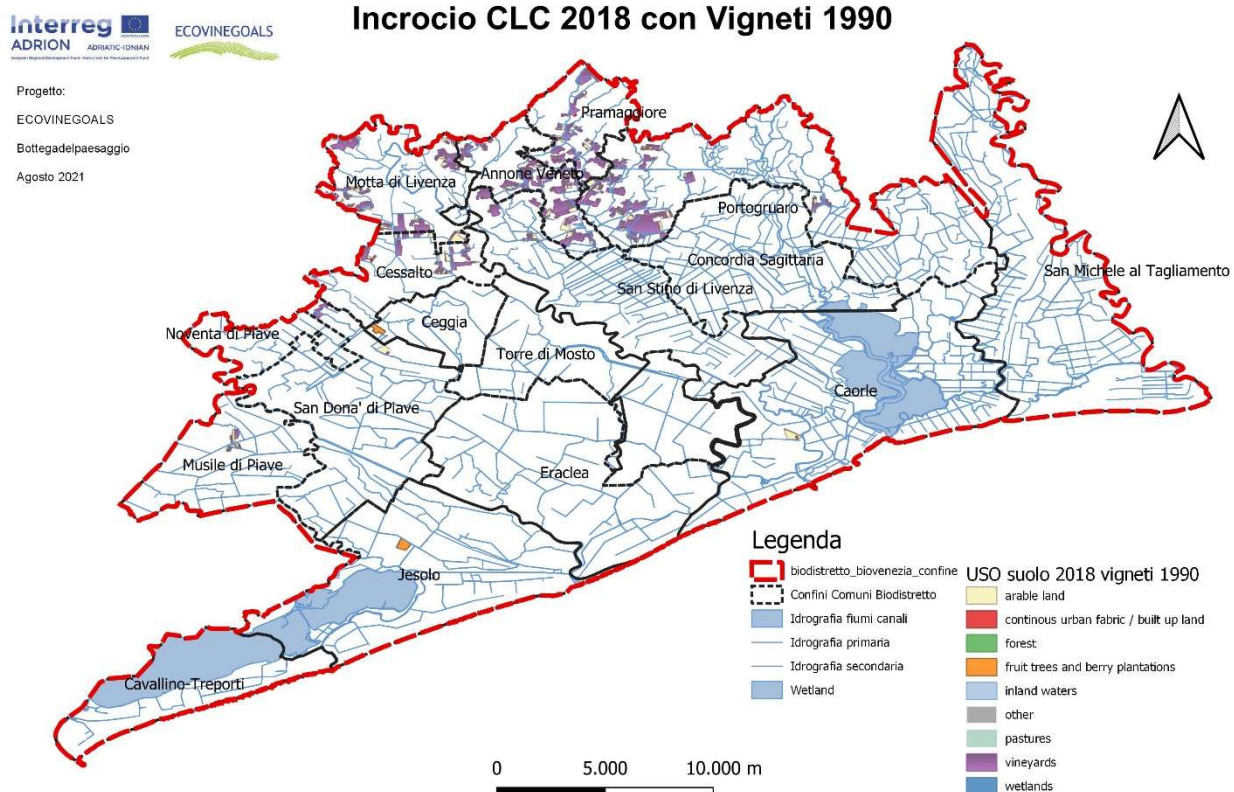 Incrocio CLC 2018 con Vigneti 1990
Interreg
ADRION ADRIATIC-IONIAN
ECOVINEGOALS
Progetto:
ECOVINEGOALS
Bottegadelpaesaggio
Agosto 2021
Pramaggiore
Motta di Livenza
Annone Veneto
Portogruaro
Cessalto
Concordia Sagittaria
San Michele al Tagliamento
San Stino di Livenza
Noventa di Piave
Ceggia
Torre di Mosto
Caorle
San Dona' di Piave
Musile di Piave
Eraclea
Jesolo
Cavallino-Treporti
Legenda
biodistretto_biovenezia_confine
Confini Comuni Biodistretto
Idrografia fiumi canali
Idrografia primaria
Idrografia secondaria
Wetland
USO suolo 2018 vigneti 1990
arable land
continous urban fabric / built up land
forest
fruit trees and berry plantations
inland waters
other
pastures
vineyards
wetlands
0 5.000 10.000 m